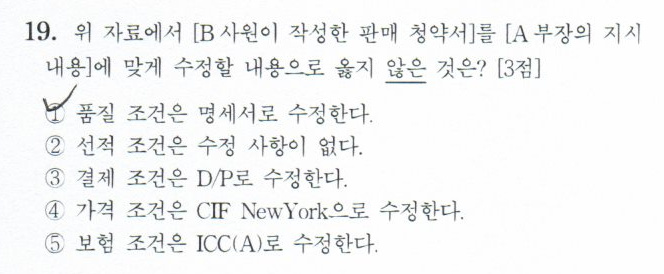 19. 위 자료에서 [B 사원이 작성한 판매 청약서]를 [A 부장의 지시
내용]에 맞게 수정할 내용으로 옳지 않은 것은? [3점]
① 품질 조건은 명세서로 수정한다.
② 선적 조건은 수정 사항이 없다.
③ 결제 조건은 D/P로 수정한다.
④ 가격 조건은 CIF NewYork으로 수정한다.
⑤ 보험 조건은 ICC(A)로 수정한다.